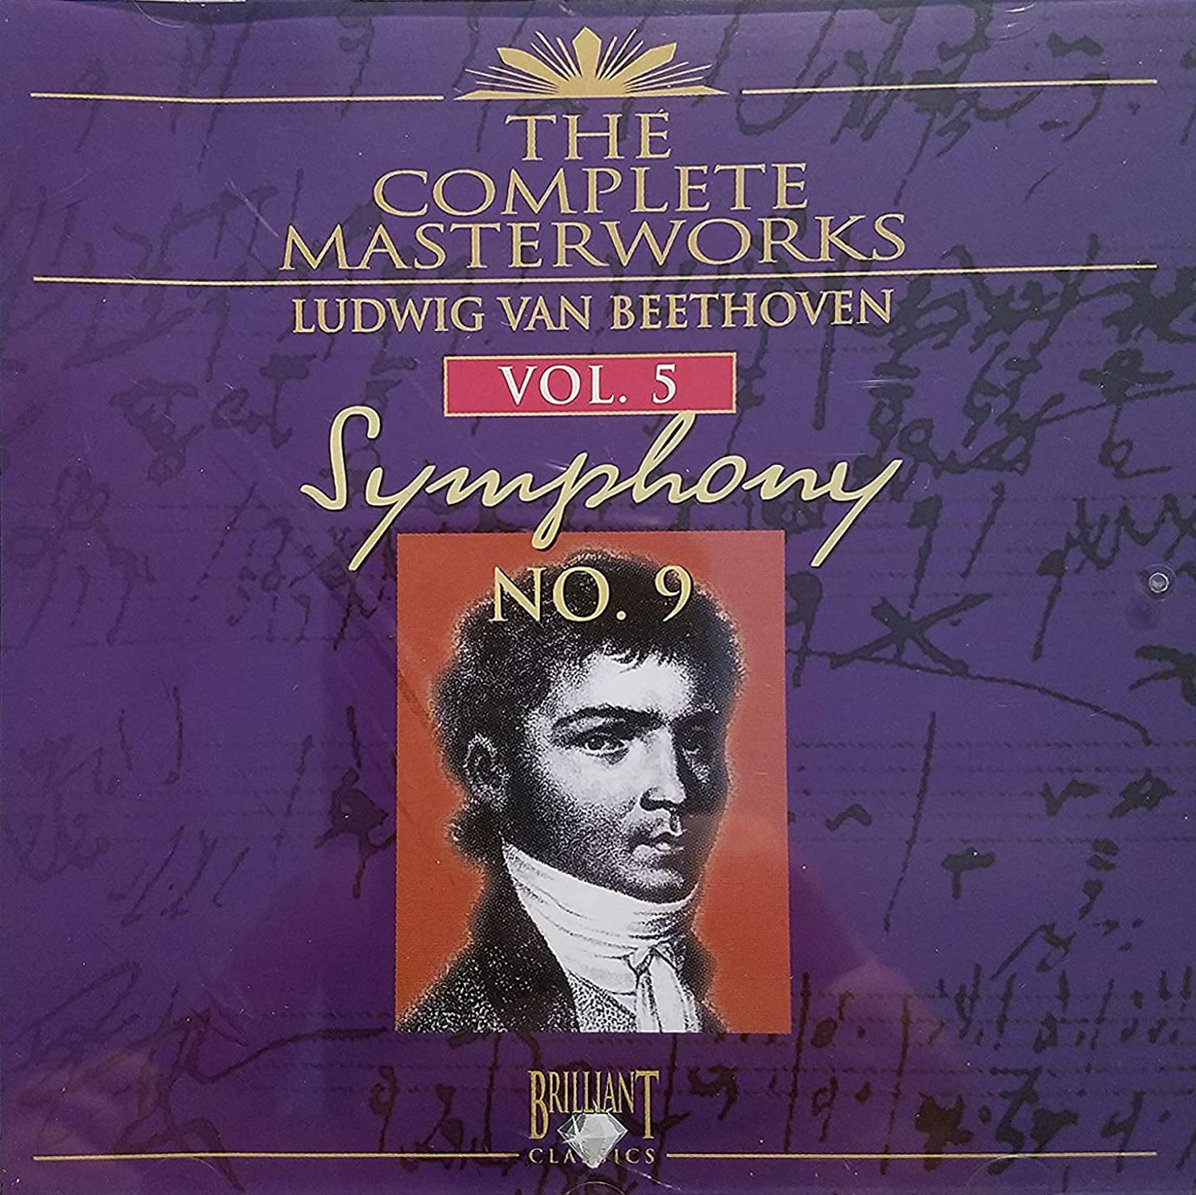 THE
COMPLETE
MASTERWORKS
LUDWIG VAN BEETHOVEN
VOL. 5
Symphony
NO. 9
BRILLIANT
CLASSICS